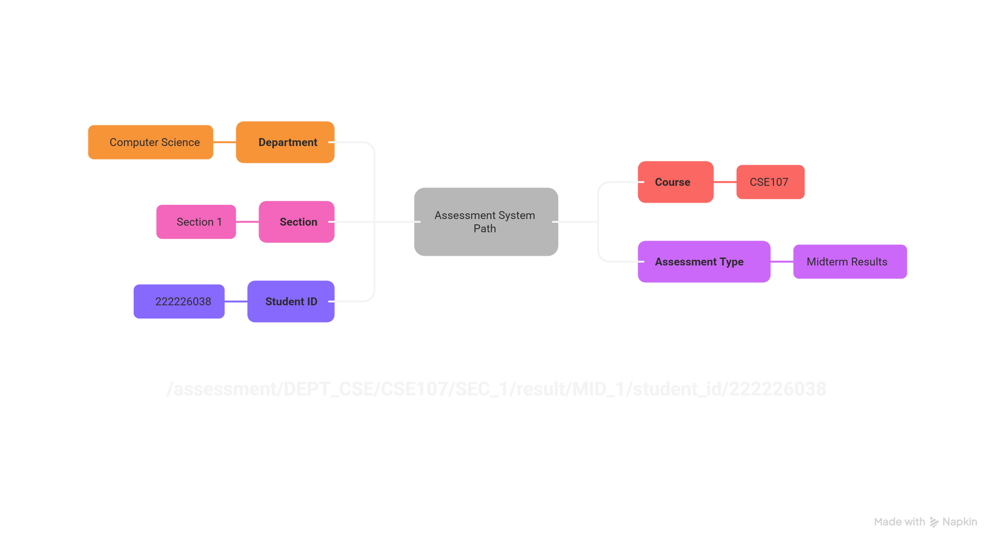 Computer Science
Department
Section 1
Section
222226038
Student ID
Assessment System
Path
Course
CSE107
Assessment Type
Midterm Results
/assessment/DEPT_CSE/CSE107/SEC_1/result/MID_1/student_id/222226038
Made with Napkin